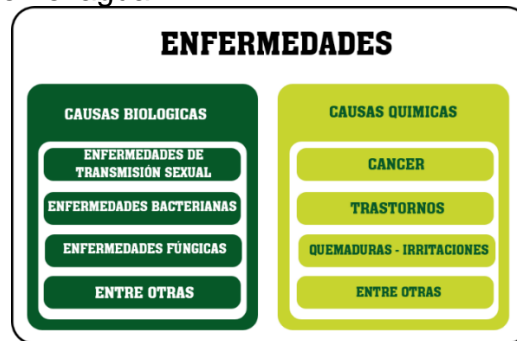 ENFERMEDADES
CAUSAS BIOLOGICAS
ENFERMEDADES DE
TRANSMISIÓN SEXUAL
ENFERMEDADES BACTERIANAS
ENFERMEDADES FÚNGICAS
ENTRE OTRAS
CAUSAS QUIMICAS
CANCER
TRASTORNOS
QUEMADURAS - IRRITACIONES
ENTRE OTRAS